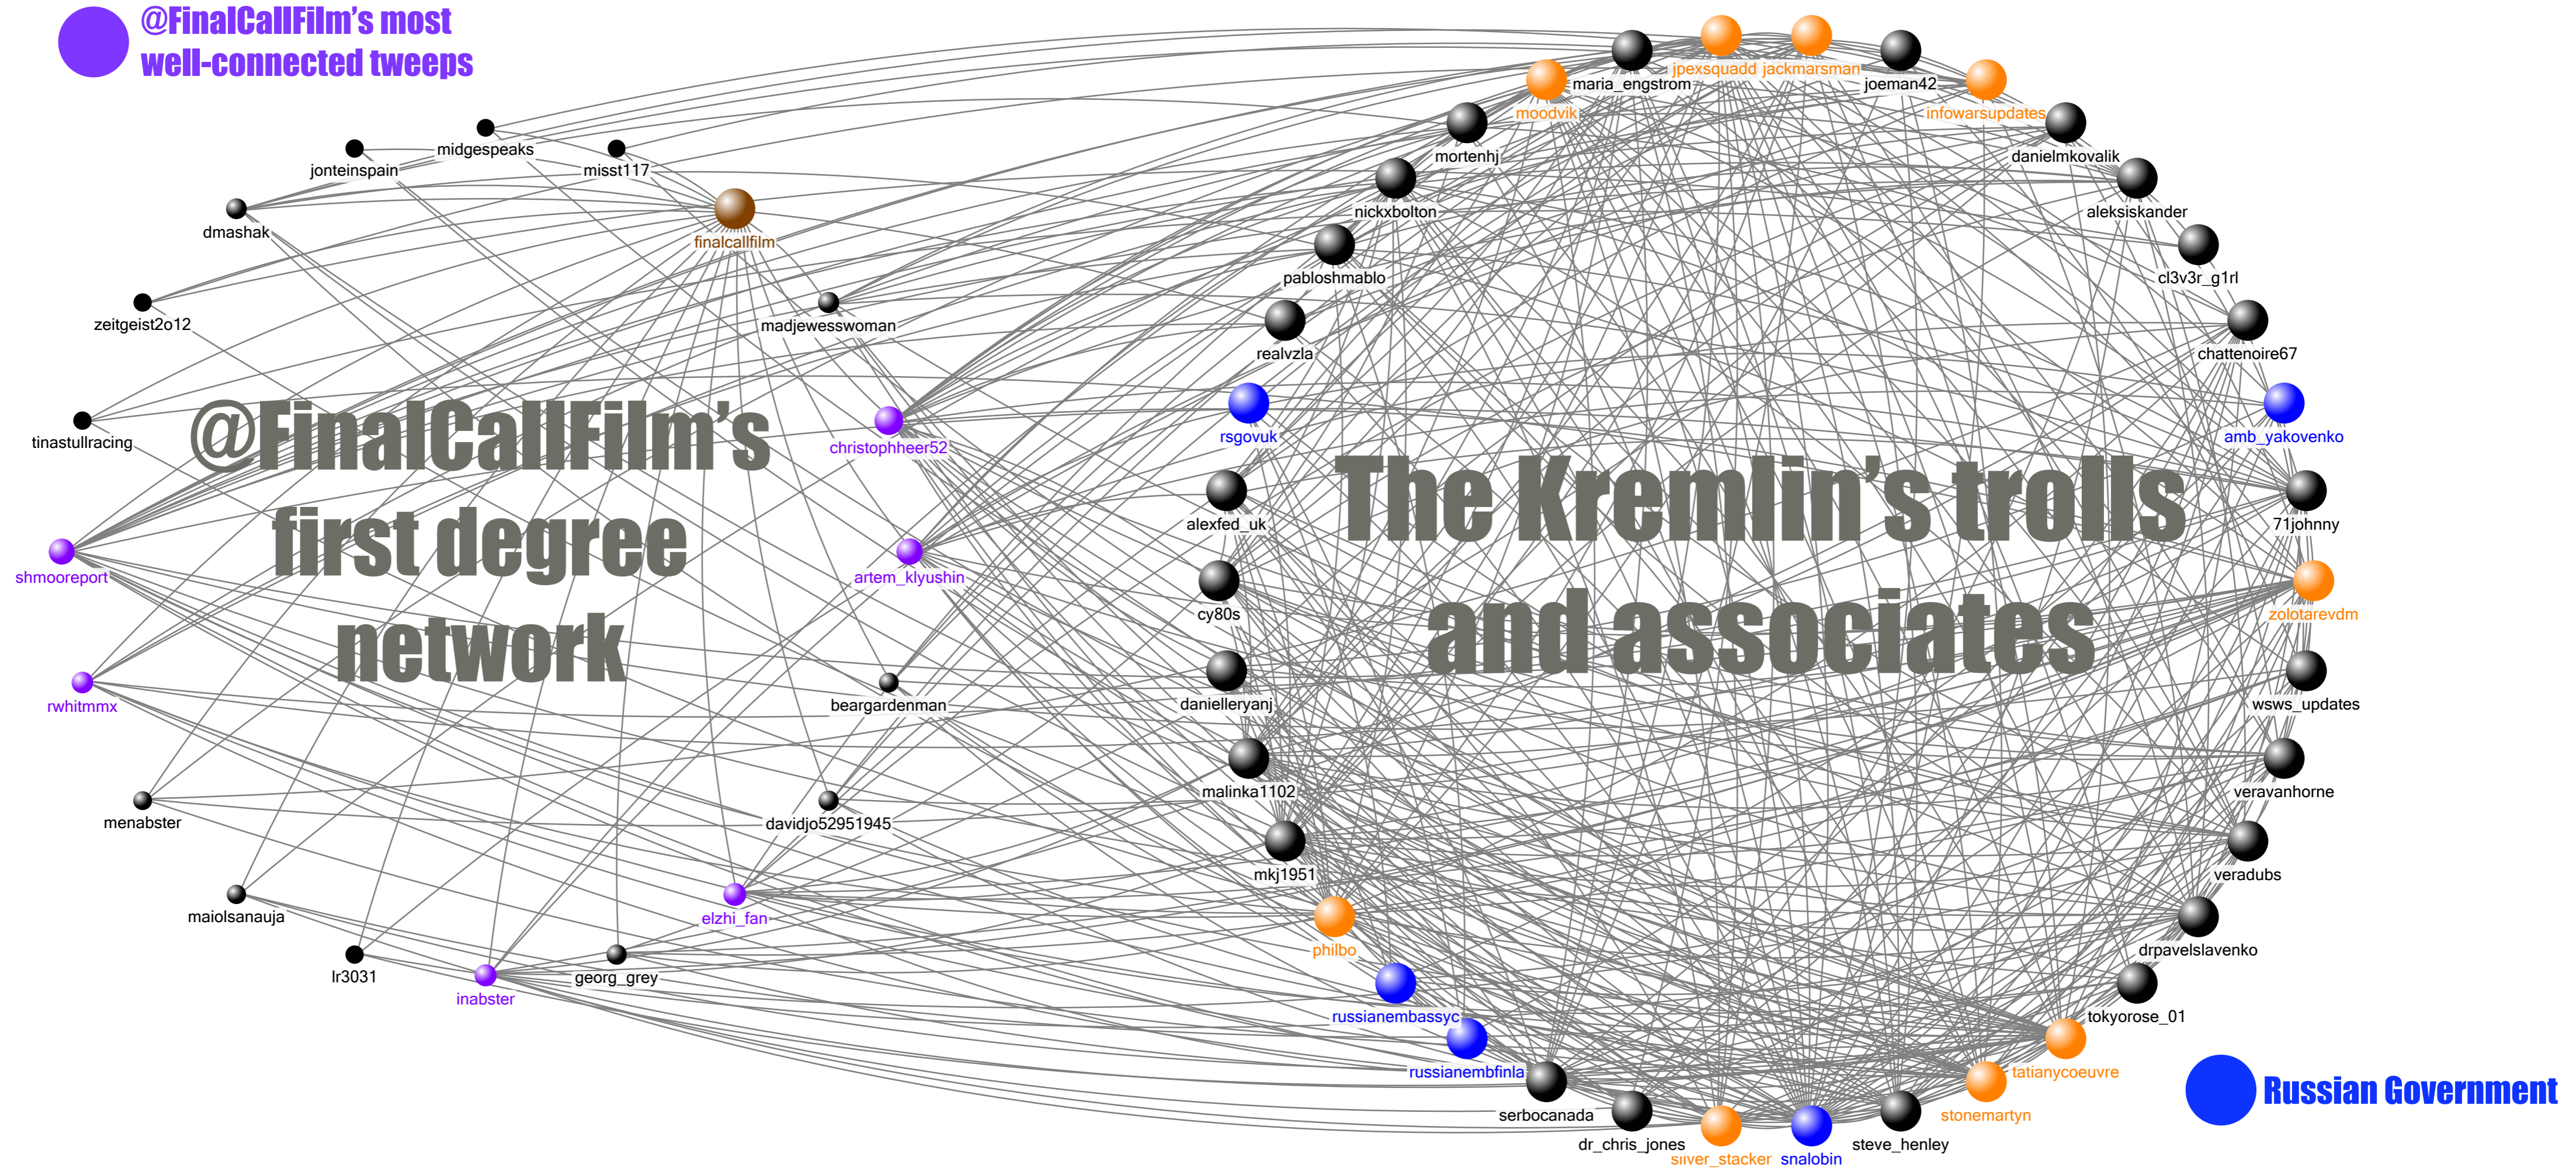 @FinalCallFilm's most
well-connected tweeps
jpexsquadd
jackmarsman
maria_engstrom
joeman42
moodvik
infowarsupdates
midgespeaks
mortenhj
danielmkovalik
jonteinspain
misst117
nickxbolton
aleksiskander
dmashak
finalcallfilm
pabloshmablo
cl3v3r_g1rl
zeitgeist2o12
madjewesswoman
realvzla
chattenoire67
tinastullracing
christophheer52
rsgovuk
amb_yakovenko
@FinalCallFilm's
first degree
network
The Kremlin's trolls
and associates
alexfed_uk
71johnny
shmooreport
artem_klyushin
cy80s
zolotarevdm
rwhitmmx
beargardenman
danielleryanj
wsws_updates
malinka1102
veravanhorne
menabster
davidjo52951945
mkj1951
veradubs
maiolsanauja
elzhi_fan
philbo
drpavelslavenko
lr3031
inabster
georg_grey
russianembassyc
tokyorose_01
russianembfinla
tatianycoeuvre
serbocanada
stonemartyn
dr_chris_jones
silver_stacker
snalobin
steve_henley
Russian Government